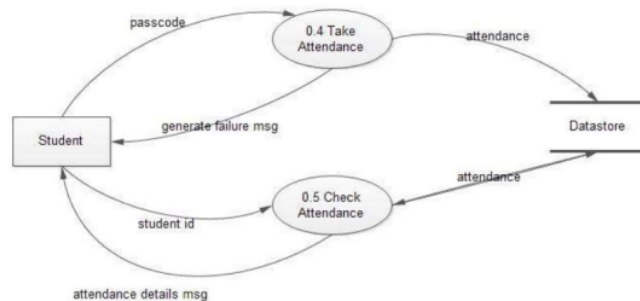 passcode
0.4 Take
Attendance
attendance
generate failure msg
Student
Datastore
attendance
0.5 Check
Attendance
student id
attendance details msg